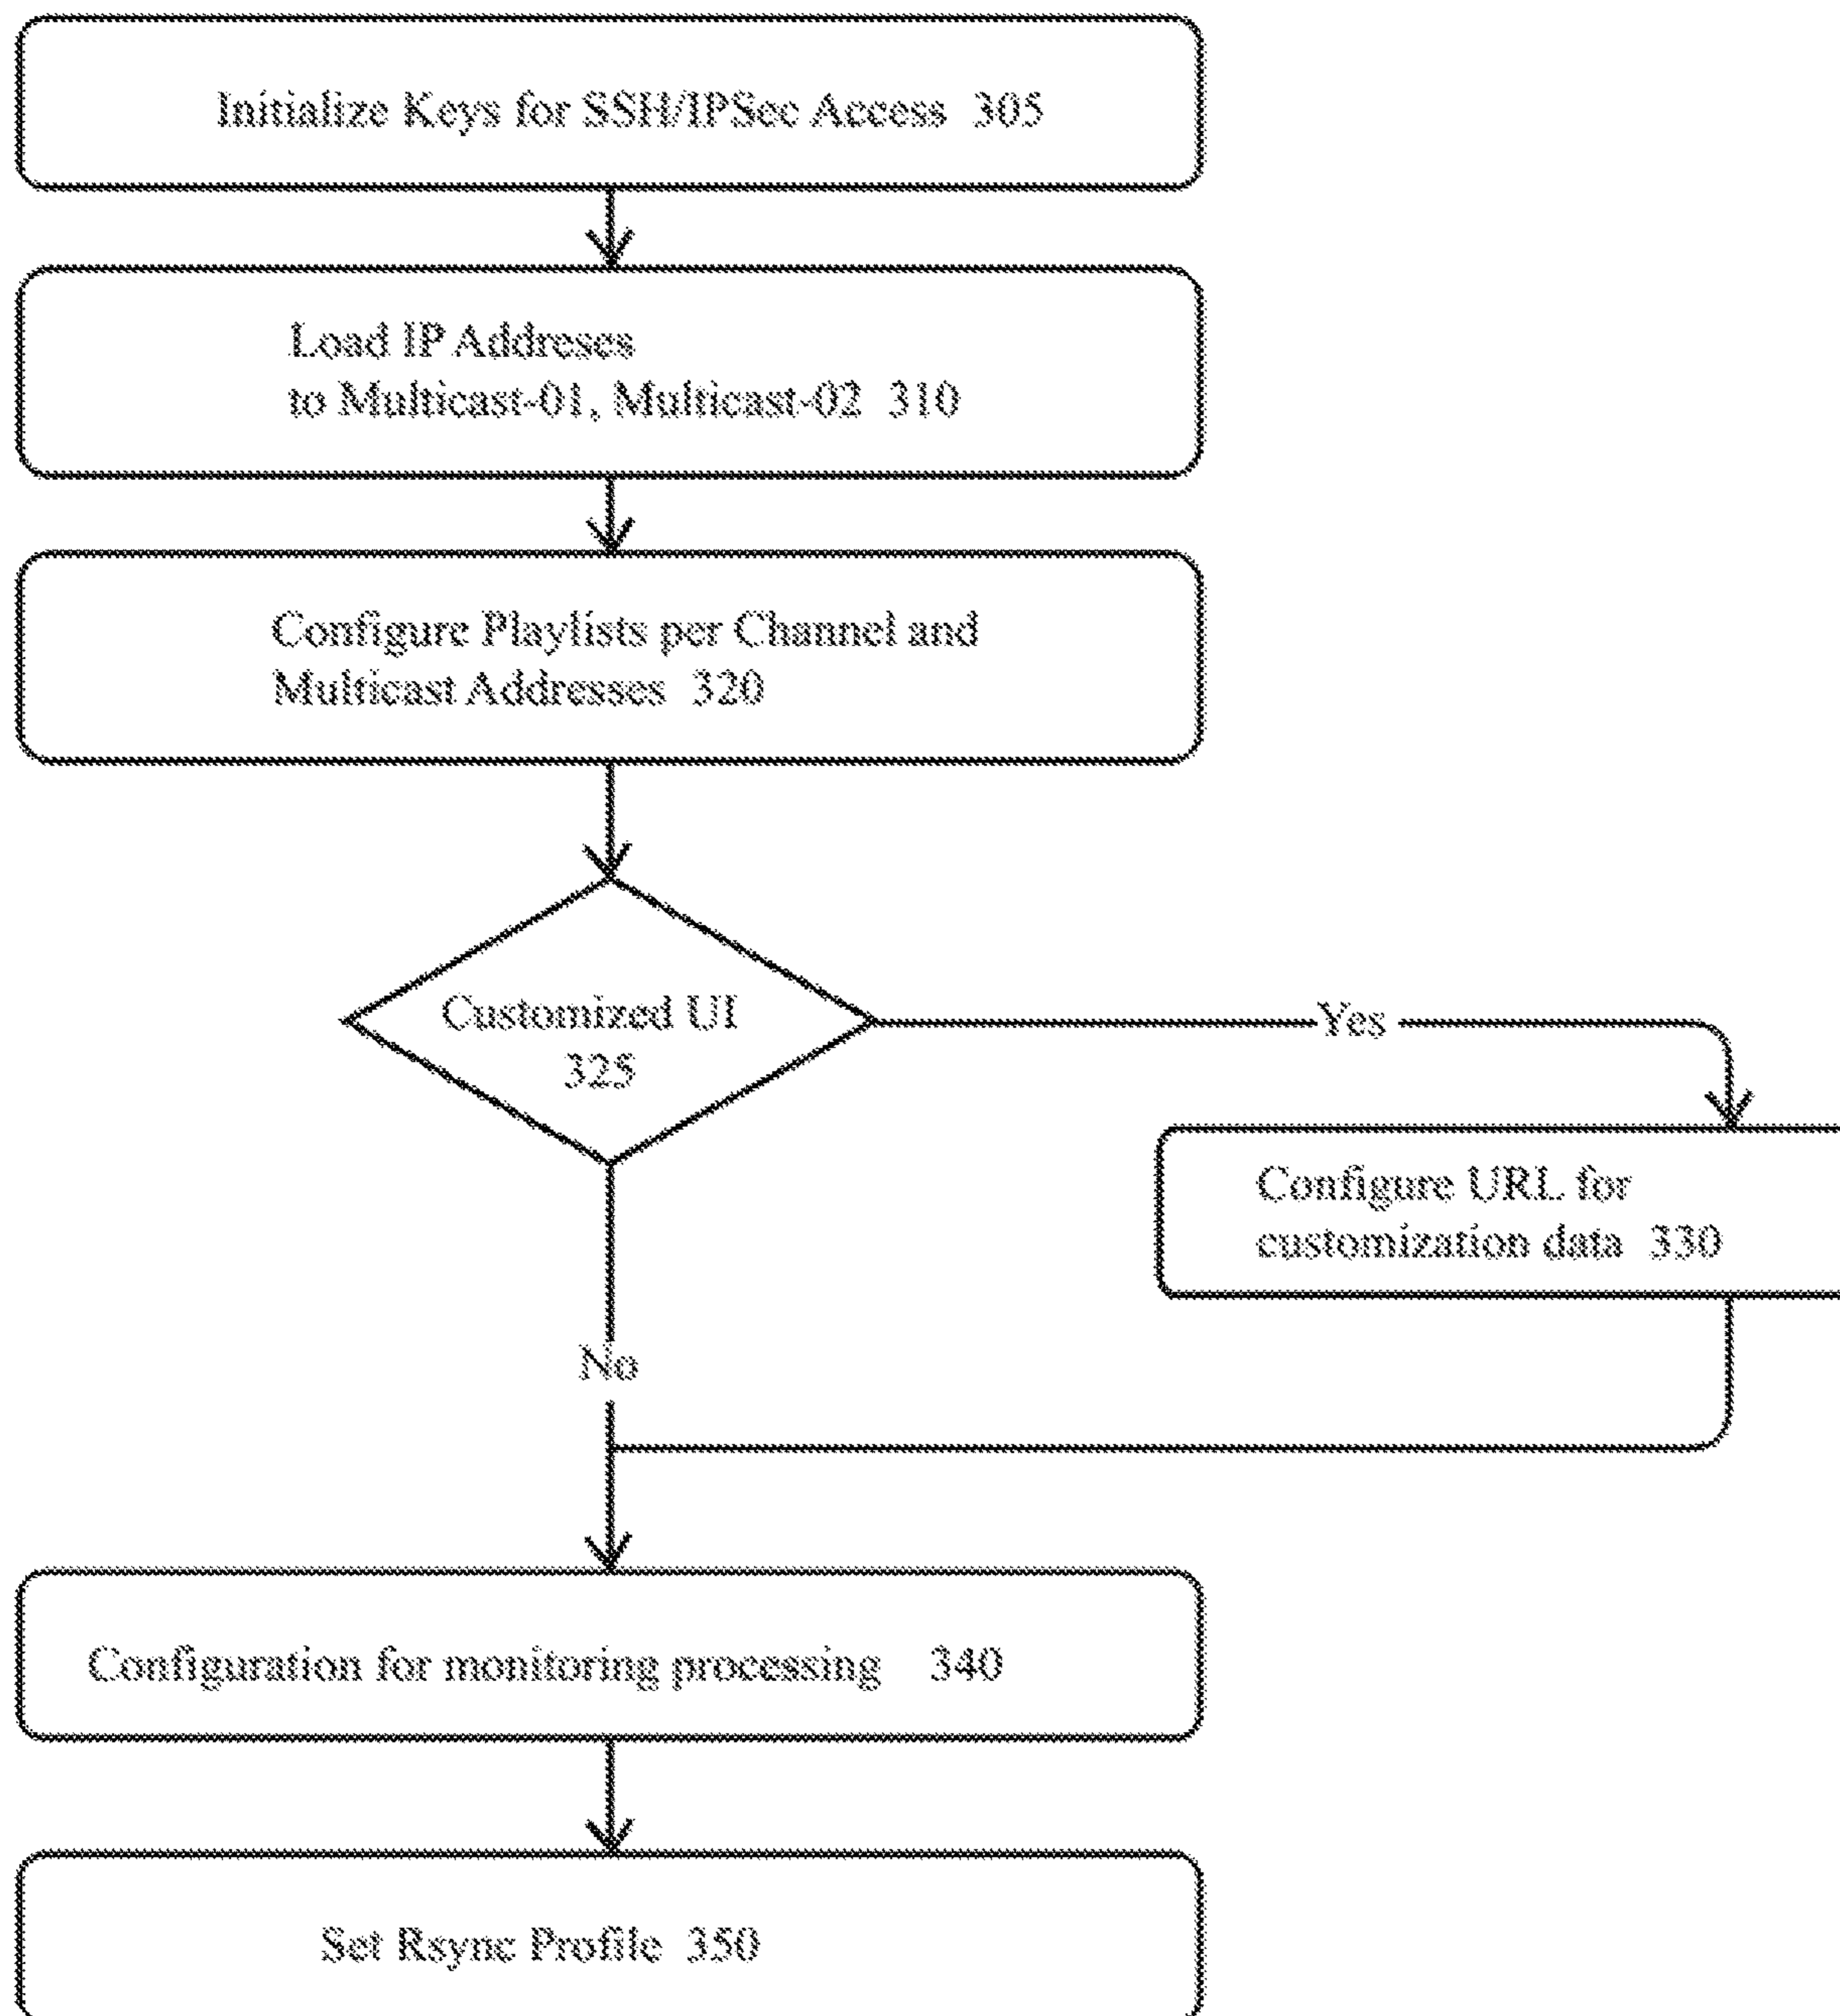 Initialize Keys for SSH/IPSec Access 305
Load IP Addreses
to Multicast-01, Multicast-02 310
Configure Playlists per Channel and
Multicast Addresses 320
Customized UI
325
Yes
Configure URL for
customization data 330
No
Configuration for monitoring processing 340
Set Rsync Profile 350